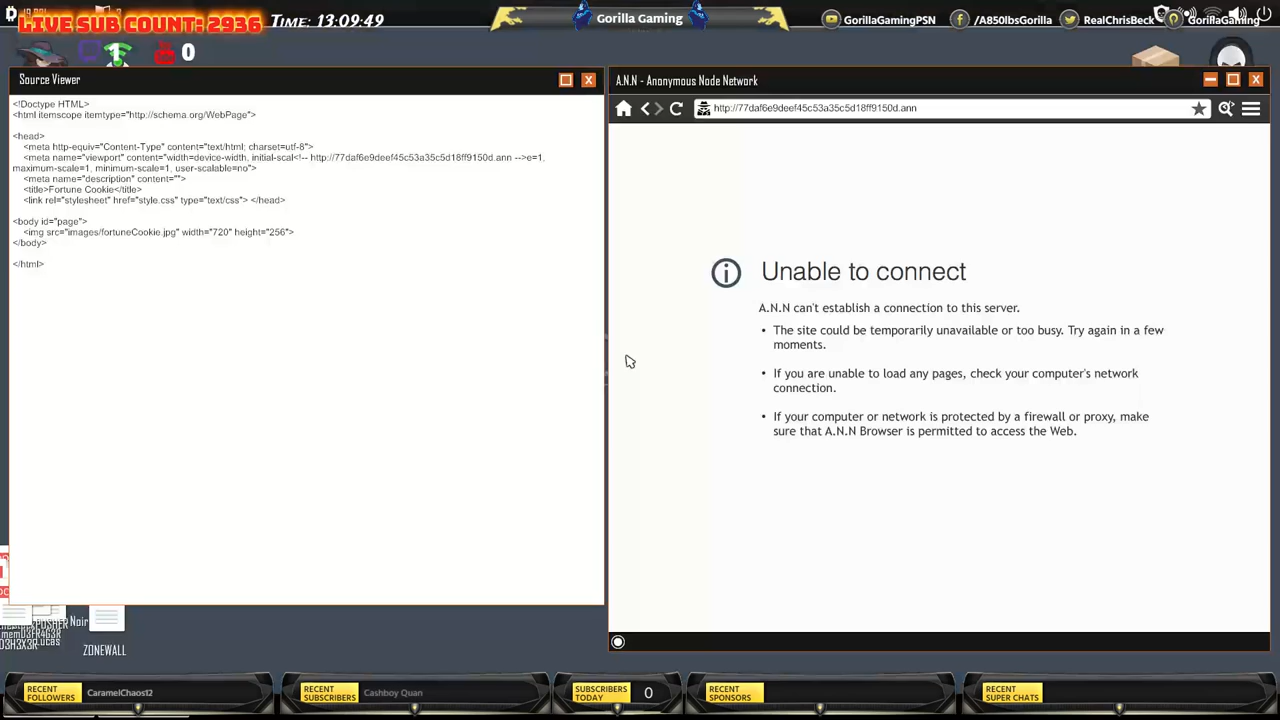 LIVE SUB COUNT: 2936
TIME: 13:09:49
Gorilla Gaming
GorillaGamingPSN
/A850lbsGorilla
RealChrisBeck
GorillaGaming
1
0
Source Viewer
<!Doctype HTML>
<html itemscope itemtype="http://schema.org/WebPage">
<head>
<meta http-equiv="Content-Type" content="text/html; charset=utf-8">
<meta name="viewport" content="width=device-width, initial-scal<!-- http://77daf6e9deef45c53a35c5d18ff9150d.ann -->e=1,
maximum-scale=1, minimum-scale=1, user-scalable=no">
<meta name="description" content="">
<title>Fortune Cookie</title>
<link rel="stylesheet" href="style.css" type="text/css"> </head>
<body id="page">
<img src="images/fortuneCookie.jpg" width="720" height="256">
</body>
</html>
A.N.N - Anonymous Node Network
http://77daf6e9deef45c53a35c5d18ff9150d.ann
Unable to connect
A.N.N can't establish a connection to this server.
• The site could be temporarily unavailable or too busy. Try again in a few
moments.
• If you are unable to load any pages, check your computer's network
connection.
• If your computer or network is protected by a firewall or proxy, make
sure that A.N.N Browser is permitted to access the Web.
Noir
Lucas
ZONEWALL
RECENT
FOLLOWERS
CaramelChaos12
RECENT
SUBSCRIBERS
Cashboy Quan
SUBSCRIBERS
TODAY
0
RECENT
SPONSORS
RECENT
SUPER CHATS